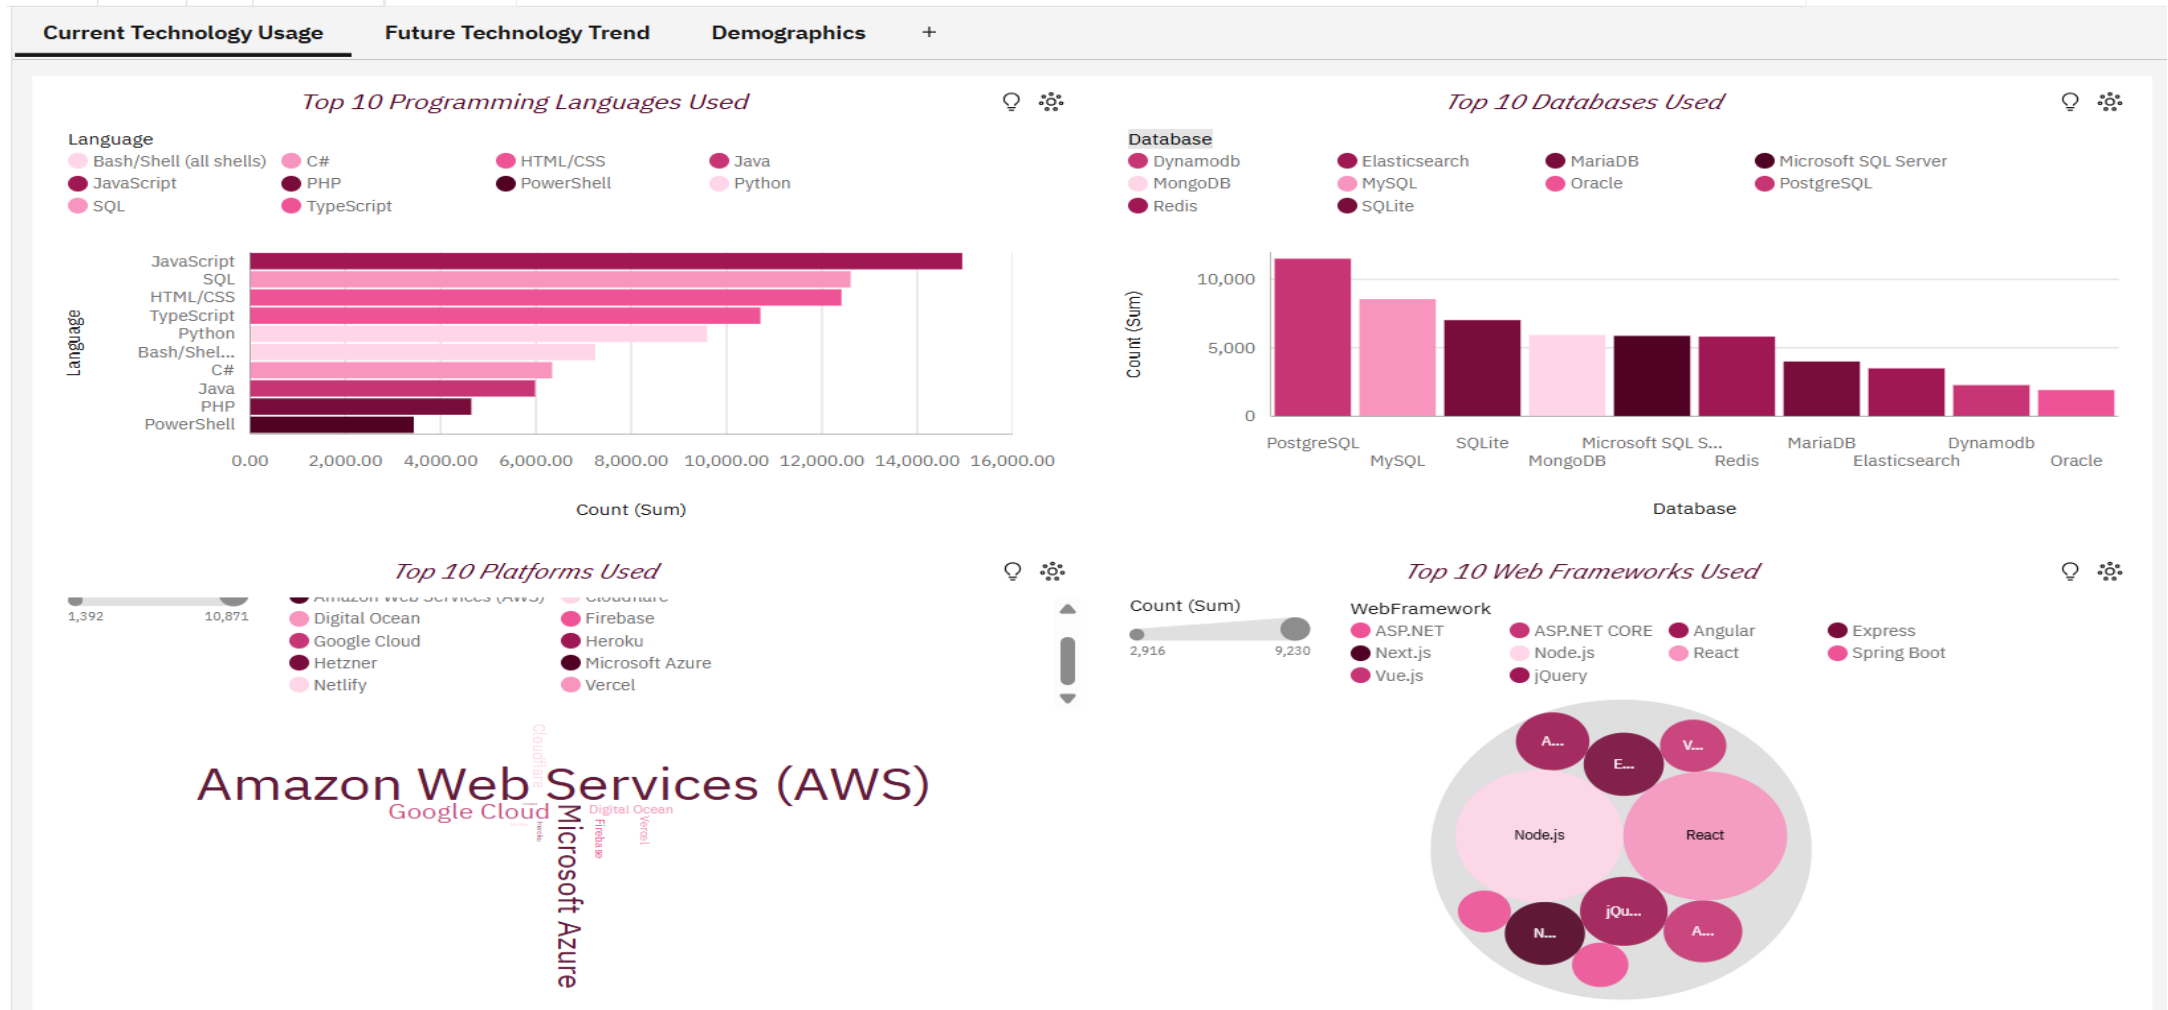 Current Technology Usage Future Technology Trend Demographics +
Top 10 Programming Languages Used
Language
Bash/Shell (all shells) C# HTML/CSS Java
JavaScript PHP PowerShell Python
SQL TypeScript
Language
JavaScript
SQL
HTML/CSS
TypeScript
Python
Bash/Shel...
C#
Java
PHP
PowerShell
0.00 2,000.00 4,000.00 6,000.00 8,000.00 10,000.00 12,000.00 14,000.00 16,000.00
Count (Sum)
Top 10 Databases Used
Database
Dynamodb Elasticsearch MariaDB Microsoft SQL Server
MongoDB MySQL Oracle PostgreSQL
Redis SQLite
Count (Sum)
10,000
5,000
0
PostgreSQL SQLite Microsoft SQL S... MariaDB Dynamodb
MySQL MongoDB Redis Elasticsearch Oracle
Database
Top 10 Platforms Used
1,392 10,871
Amazon Web Services (AWS) Cloudflare
Digital Ocean Firebase
Google Cloud Heroku
Hetzner Microsoft Azure
Netlify Vercel
Cloudflare
Amazon Web Services (AWS)
Google Cloud
Digital Ocean
Heroku
Microsoft Azure
Firebase
Vercel
Top 10 Web Frameworks Used
Count (Sum)
2,916 9,230
WebFramework
ASP.NET ASP.NET CORE Angular Express
Next.js Node.js React Spring Boot
Vue.js jQuery
A...
E...
V...
Node.js
React
jQu...
N...
A...